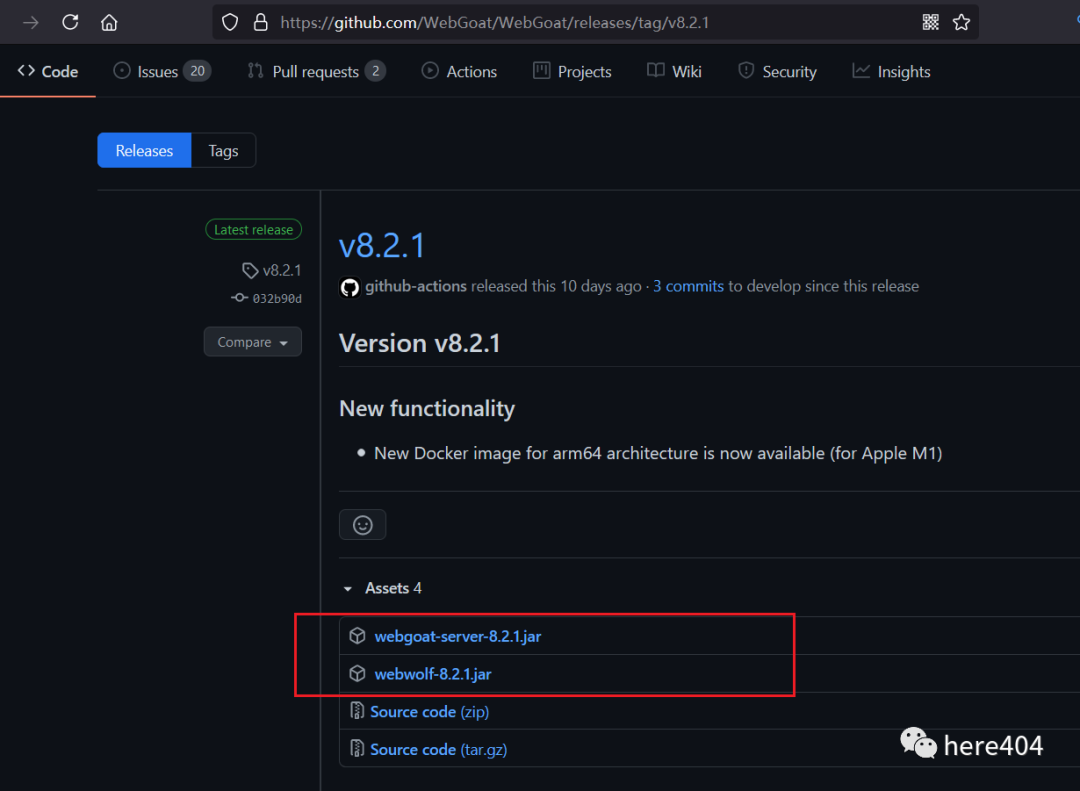 https://github.com/WebGoat/WebGoat/releases/tag/v8.2.1
Code Issues 20 Pull requests 2 Actions Projects Wiki Security Insights
Releases Tags
Latest release
v8.2.1
032b90d
Compare
v8.2.1
github-actions released this 10 days ago · 3 commits to develop since this release
Version v8.2.1
New functionality
• New Docker image for arm64 architecture is now available (for Apple M1)
Assets 4
webgoat-server-8.2.1.jar
webwolf-8.2.1.jar
Source code (zip)
Source code (tar.gz)
here404